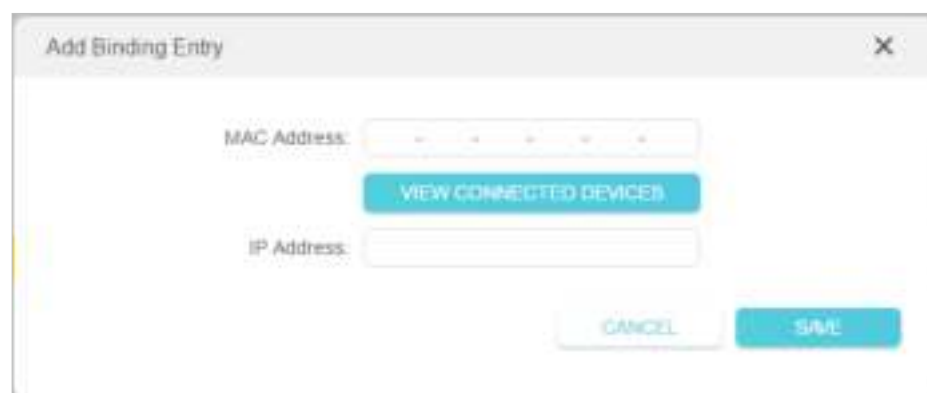 Add Binding Entry
MAC Address: - - - - -
VIEW CONNECTED DEVICES
IP Address:
CANCEL SAVE